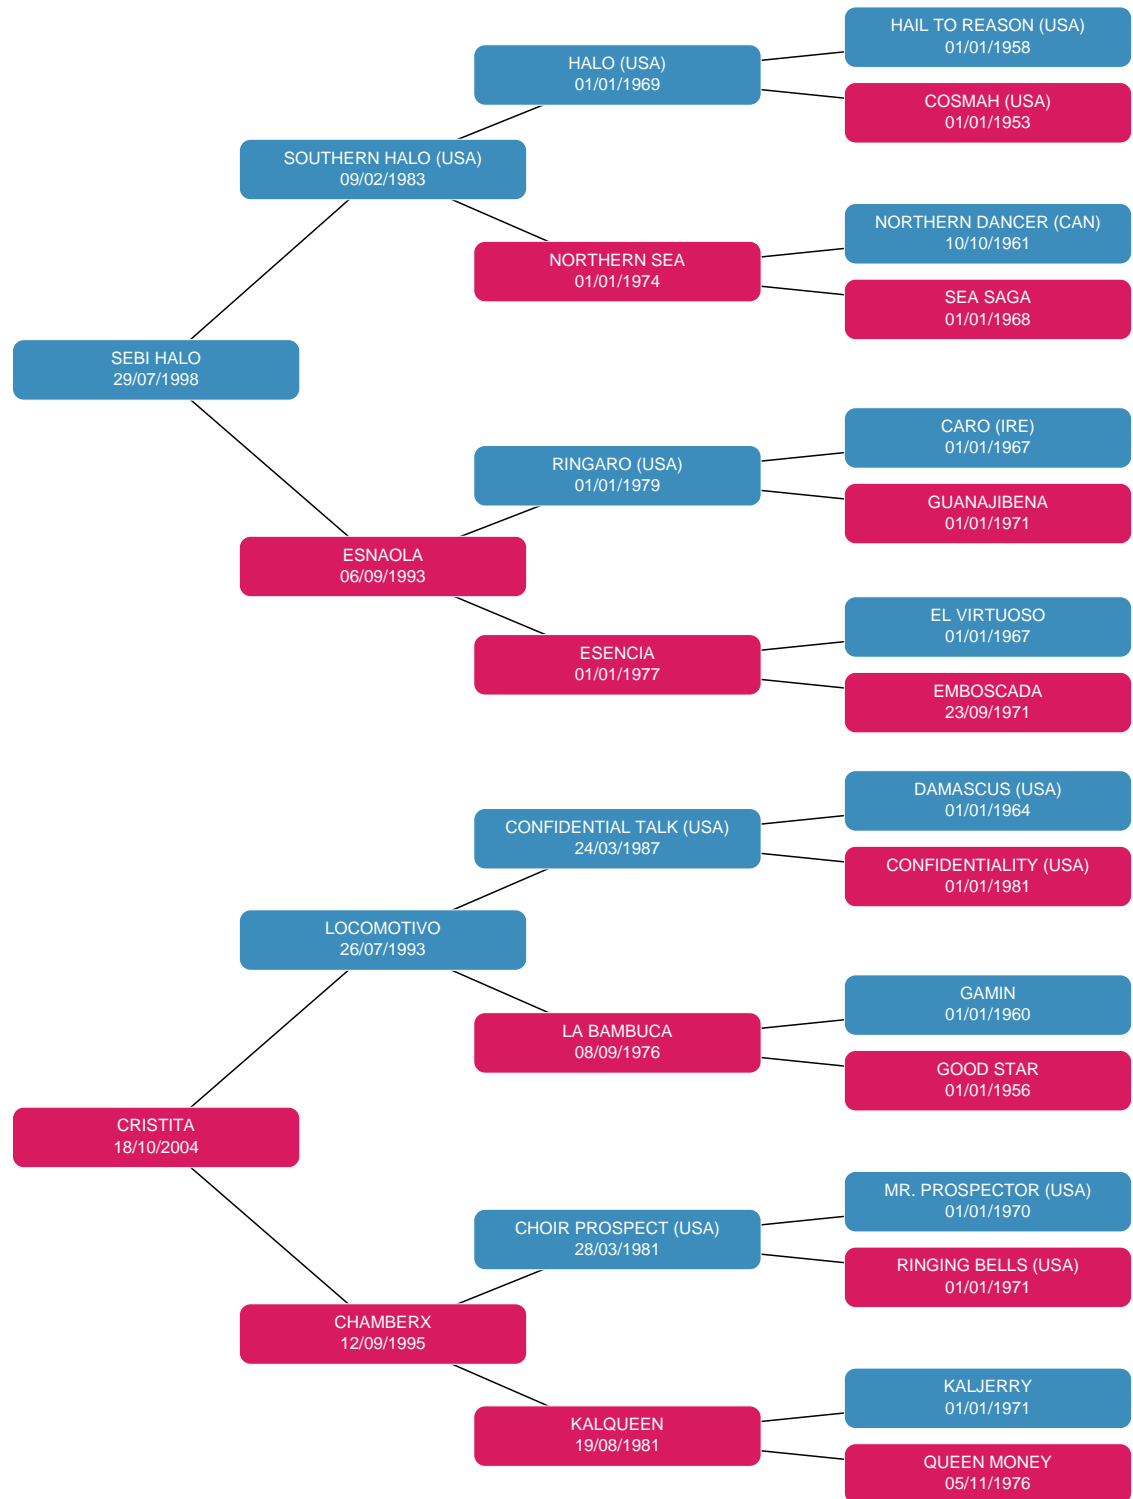 HAIL TO REASON (USA)
01/01/1958
HALO (USA)
01/01/1969
COSMAH (USA)
01/01/1953
SOUTHERN HALO (USA)
09/02/1983
NORTHERN DANCER (CAN)
10/10/1961
NORTHERN SEA
01/01/1974
SEA SAGA
01/01/1968
SEBI HALO
29/07/1998
CARO (IRE)
01/01/1967
RINGARO (USA)
01/01/1979
GUANAJIBENA
01/01/1971
ESNAOLA
06/09/1993
EL VIRTUOSO
01/01/1967
ESENCIA
01/01/1977
EMBOSCADA
23/09/1971
DAMASCUS (USA)
01/01/1964
CONFIDENTIAL TALK (USA)
24/03/1987
CONFIDENTIALITY (USA)
01/01/1981
LOCOMOTIVO
26/07/1993
GAMIN
01/01/1960
LA BAMBUCA
08/09/1976
GOOD STAR
01/01/1956
CRISTITA
18/10/2004
MR. PROSPECTOR (USA)
01/01/1970
CHOIR PROSPECT (USA)
28/03/1981
RINGING BELLS (USA)
01/01/1971
CHAMBERX
12/09/1995
KALJERRY
01/01/1971
KALQUEEN
19/08/1981
QUEEN MONEY
05/11/1976